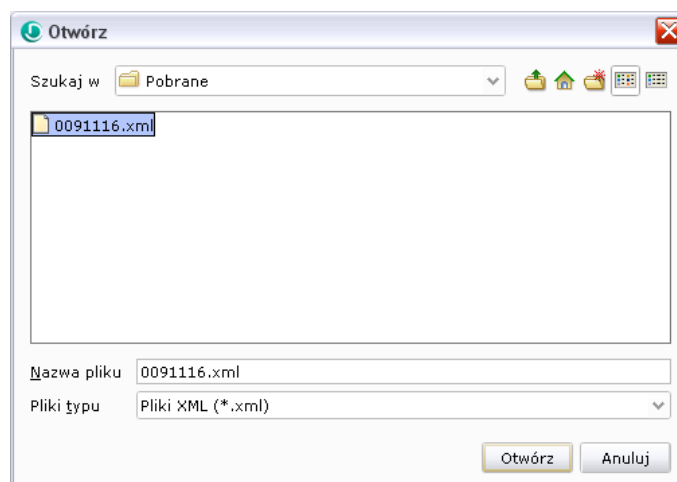 Otwórz
Szukaj w Pobrane
0091116.xml
Nazwa pliku 0091116.xml
Pliki typu Pliki XML (*.xml)
Otwórz Anuluj